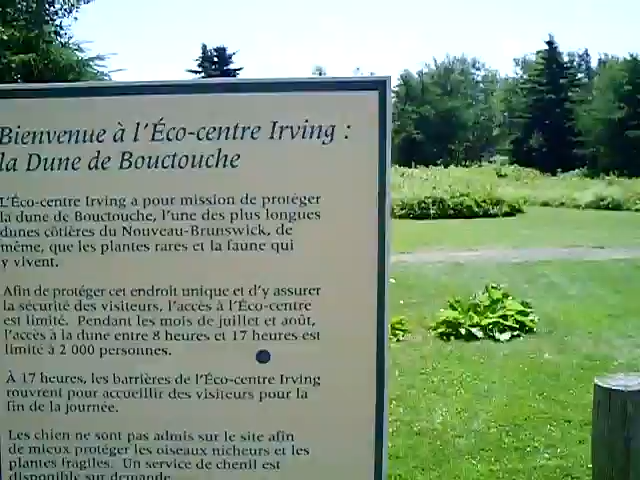 Bienvenue à l'Éco-centre Irving :
la Dune de Bouctouche
L'Éco-centre Irving a pour mission de protéger
la dune de Bouctouche, l'une des plus longues
dunes côtières du Nouveau-Brunswick, de
même, que les plantes rares et la faune qui
y vivent.
Afin de protéger cet endroit unique et d'y assurer
la sécurité des visiteurs, l'accès à l'Éco-centre
est limité. Pendant les mois de juillet et août,
l'accès à la dune entre 8 heures et 17 heures est
limité à 2 000 personnes.
À 17 heures, les barrières de l'Éco-centre Irving
rouvrent pour accueillir des visiteurs pour la
fin de la journée.
Les chien ne sont pas admis sur le site afin
de mieux protéger les oiseaux nicheurs et les
plantes fragiles. Un service de chenil est
disponible sur demande